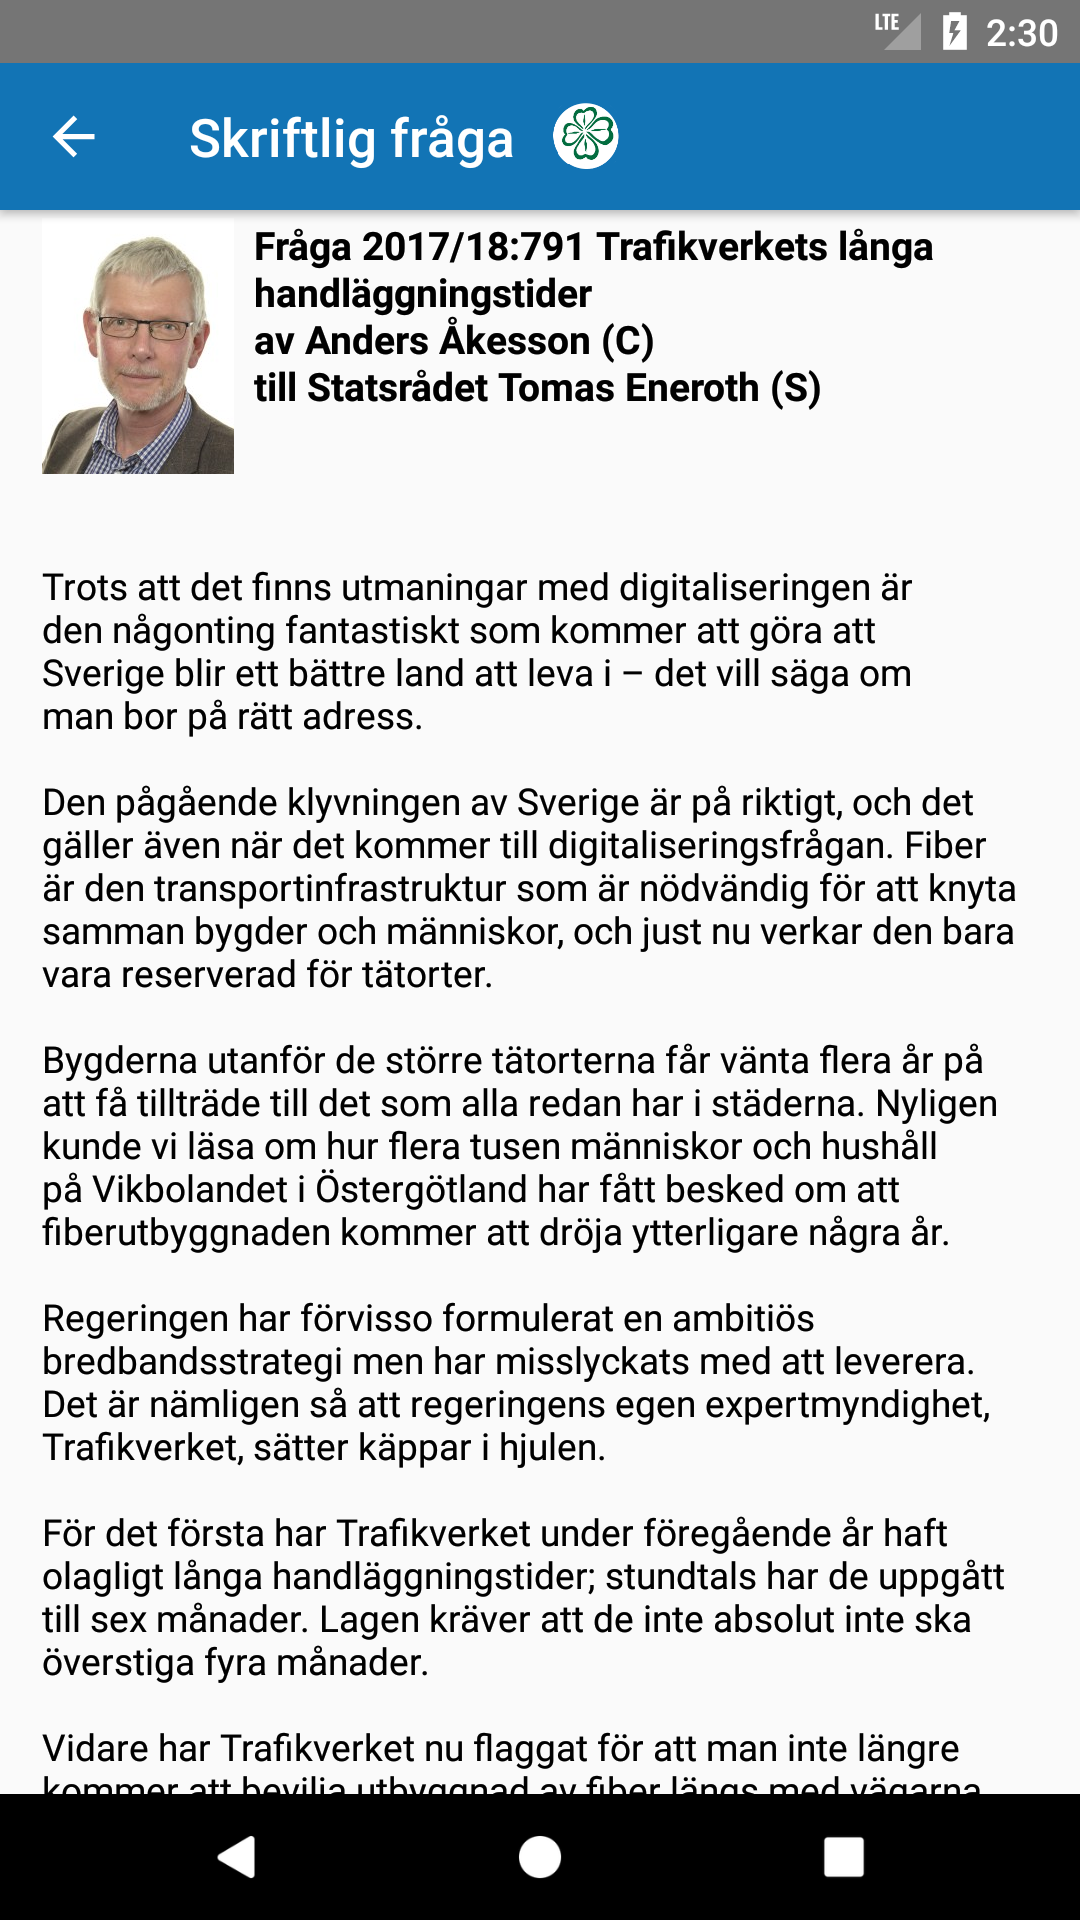 LTE 2:30
Skriftlig fråga
Fråga 2017/18:791 Trafikverkets långa
handläggningstider
av Anders Åkesson (C)
till Statsrådet Tomas Eneroth (S)
Trots att det finns utmaningar med digitaliseringen är
den någonting fantastiskt som kommer att göra att
Sverige blir ett bättre land att leva i – det vill säga om
man bor på rätt adress.
Den pågående klyvningen av Sverige är på riktigt, och det
gäller även när det kommer till digitaliseringsfrågan. Fiber
är den transportinfrastruktur som är nödvändig för att knyta
samman bygder och människor, och just nu verkar den bara
vara reserverad för tätorter.
Bygderna utanför de större tätorterna får vänta flera år på
att få tillträde till det som alla redan har i städerna. Nyligen
kunde vi läsa om hur flera tusen människor och hushåll
på Vikbolandet i Östergötland har fått besked om att
fiberutbyggnaden kommer att dröja ytterligare några år.
Regeringen har förvisso formulerat en ambitiös
bredbandsstrategi men har misslyckats med att leverera.
Det är nämligen så att regeringens egen expertmyndighet,
Trafikverket, sätter käppar i hjulen.
För det första har Trafikverket under föregående år haft
olagligt långa handläggningstider; stundtals har de uppgått
till sex månader. Lagen kräver att de inte absolut inte ska
överstiga fyra månader.
Vidare har Trafikverket nu flaggat för att man inte längre
kommer att bevilja utbyggnad av fiber längs med vägarna